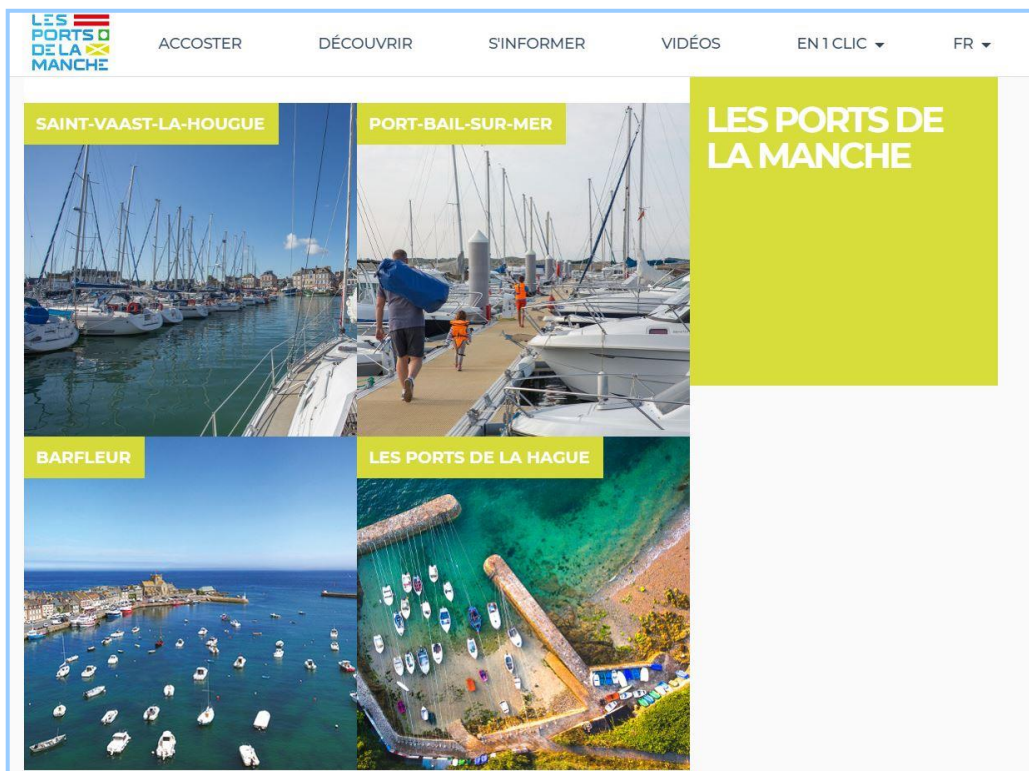 LES
PORTS
DE LA
MANCHE
ACCOSTER
DÉCOUVRIR
S'INFORMER
VIDÉOS
EN 1 CLIC
FR
SAINT-VAAST-LA-HOUGUE
PORT-BAIL-SUR-MER
LES PORTS DE
LA MANCHE
BARFLEUR
LES PORTS DE LA HAGUE